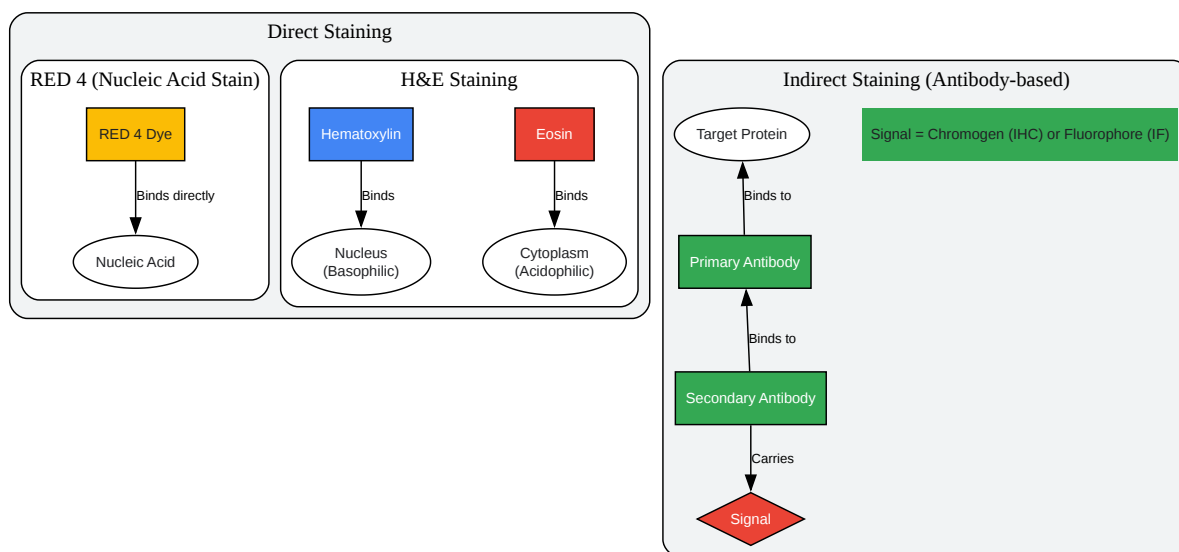 Direct Staining
RED 4 (Nucleic Acid Stain)
RED 4 Dye
Binds directly
Nucleic Acid
H&E Staining
Hematoxylin
Eosin
Binds
Binds
Nucleus
(Basophilic)
Cytoplasm
(Acidophilic)
Indirect Staining (Antibody-based)
Target Protein
Signal = Chromogen (IHC) or Fluorophore (IF)
Binds to
Primary Antibody
Binds to
Secondary Antibody
Carries
Signal